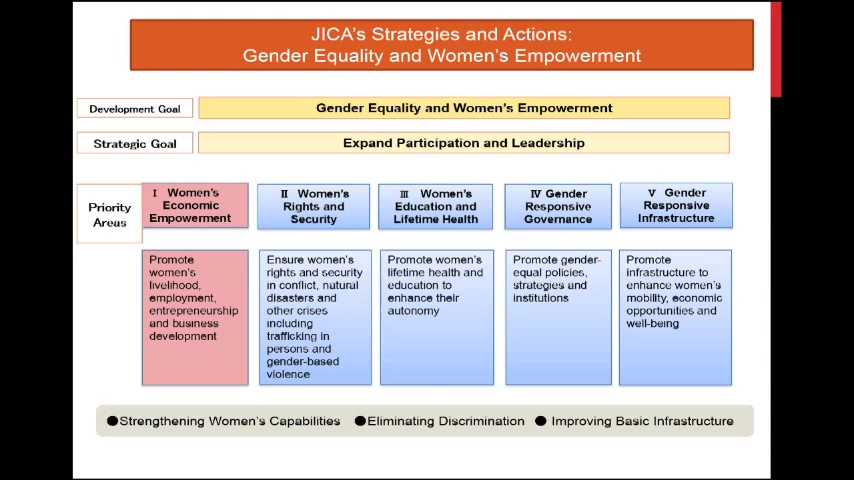 JICA's Strategies and Actions:
Gender Equality and Women's Empowerment
Development Goal
Gender Equality and Women's Empowerment
Strategic Goal
Expand Participation and Leadership
Priority
Areas
Ⅰ Women's
Economic
Empowerment
Ⅱ Women's
Rights and
Security
Ⅲ Women's
Education and
Lifetime Health
Ⅳ Gender
Responsive
Governance
Ⅴ Gender
Responsive
Infrastructure
Promote
women's
livelihood,
employment,
entrepreneurship
and business
development
Ensure women's
rights and security
in conflict, natural
disasters and
other crises
including
trafficking in
persons and
gender-based
violence
Promote women's
lifetime health and
education to
enhance their
autonomy
Promote gender-
equal policies,
strategies and
institutions
Promote
infrastructure to
enhance women's
mobility, economic
opportunities and
well-being
●Strengthening Women's Capabilities ●Eliminating Discrimination ● Improving Basic Infrastructure